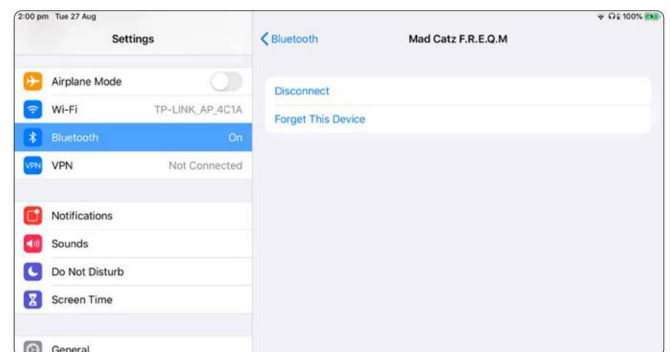 2:00 pm Tue 27 Aug 100%
Settings
Airplane Mode
Wi-Fi TP-LINK_AP_4C1A
Bluetooth On
VPN VPN Not Connected
Notifications
Sounds
Do Not Disturb
Screen Time
General
Bluetooth Mad Catz F.R.E.Q.M
Disconnect
Forget This Device